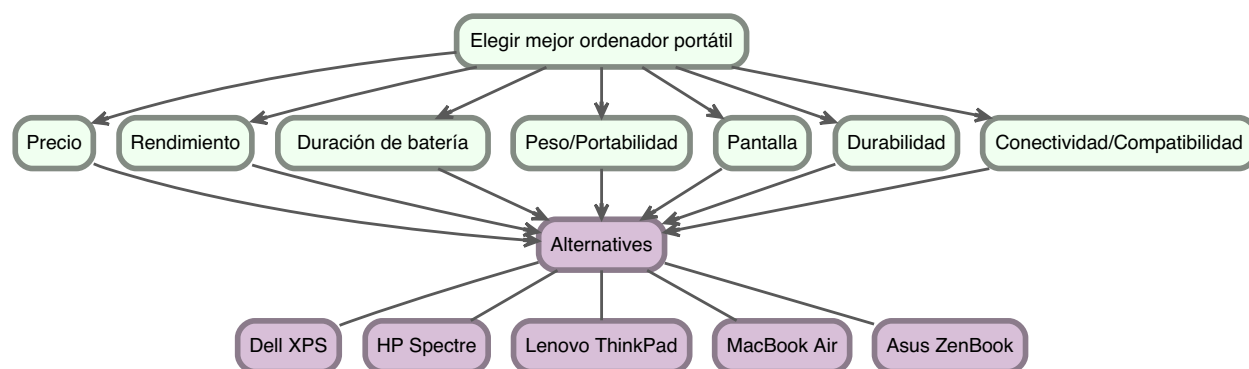 Elegir mejor ordenador portátil
Precio
Rendimiento
Duración de batería
Peso/Portabilidad
Pantalla
Durabilidad
Conectividad/Compatibilidad
Alternatives
Dell XPS
HP Spectre
Lenovo ThinkPad
MacBook Air
Asus ZenBook